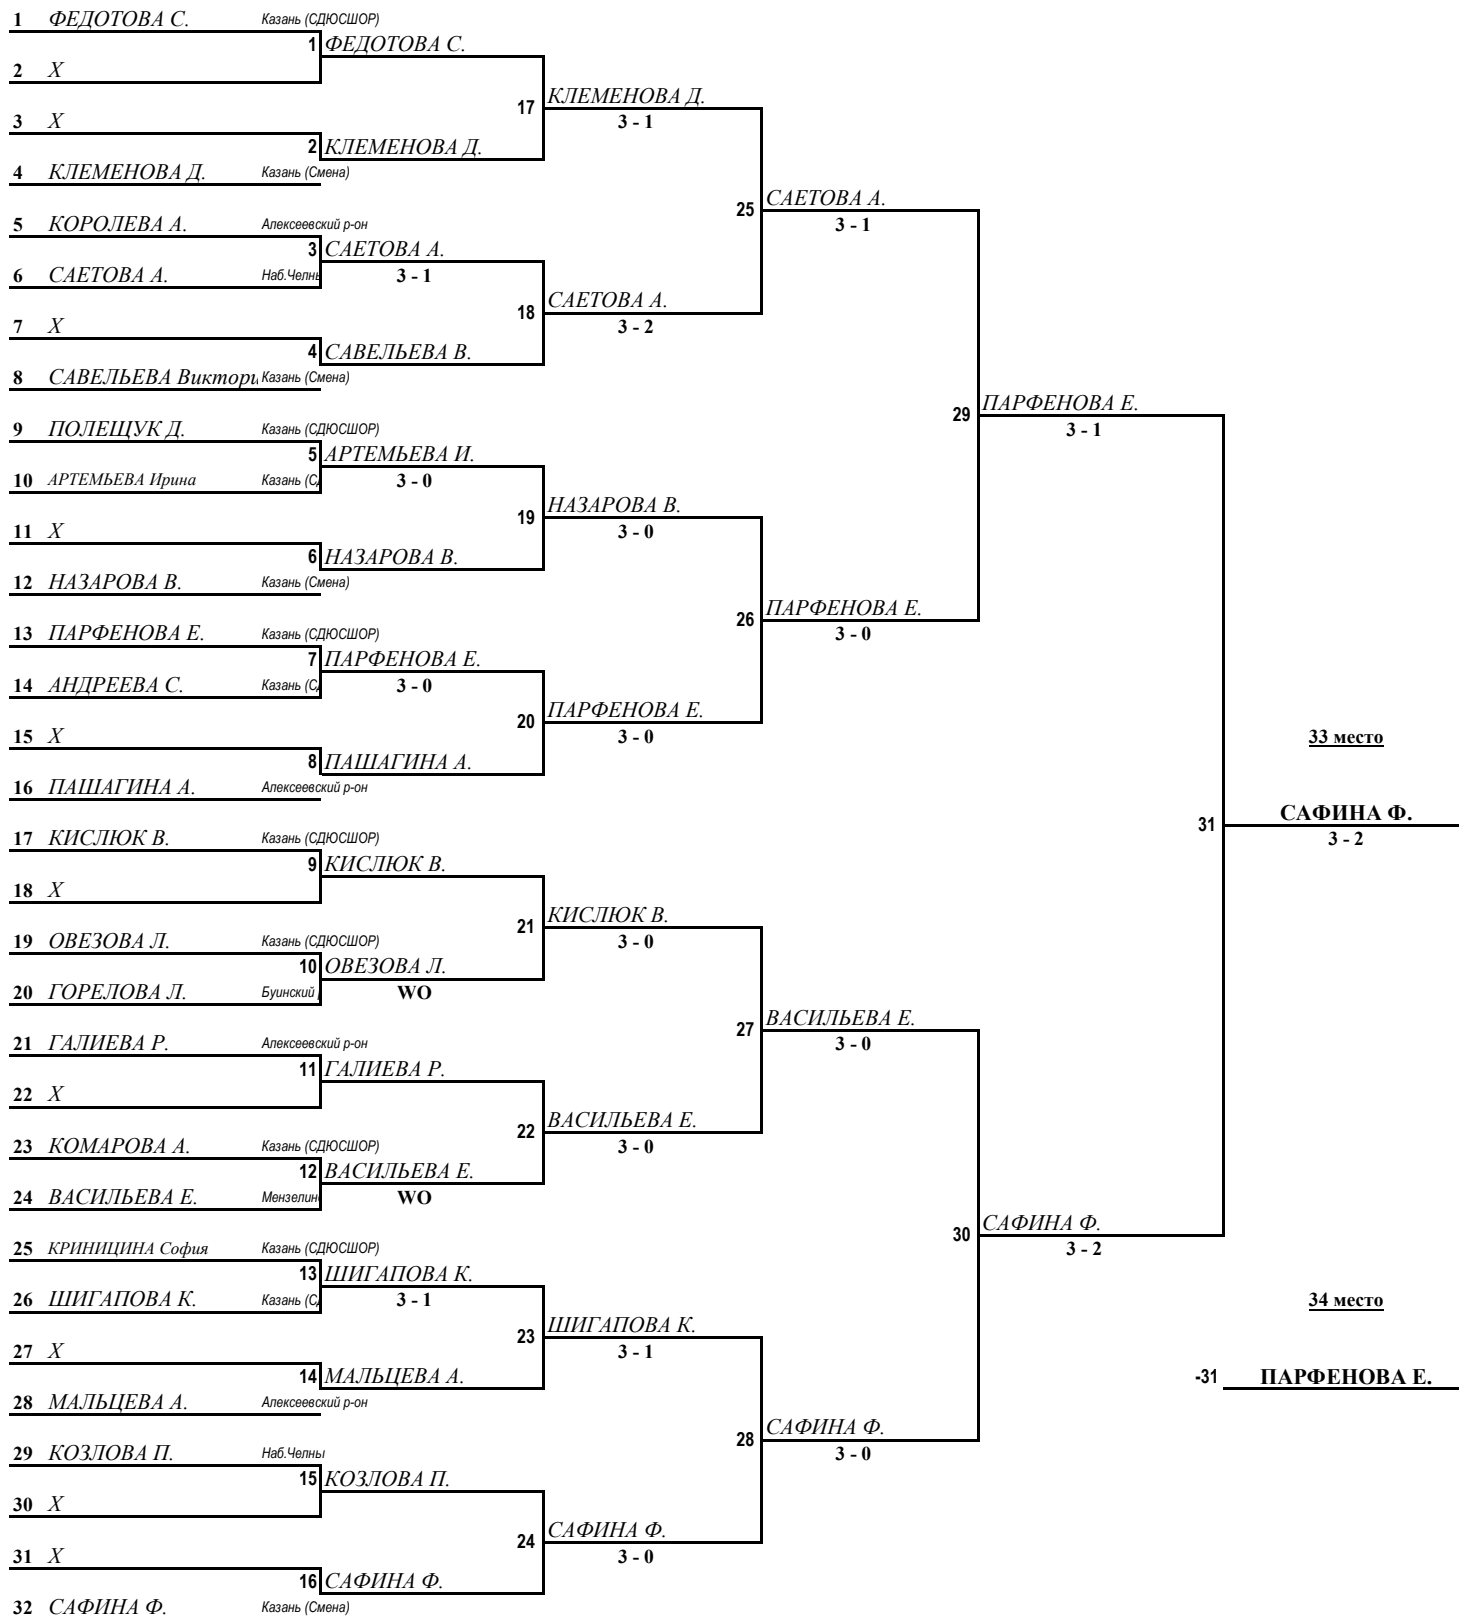 1 ФЕДОТОВА С. Казань (СДЮСШОР)
1 ФЕДОТОВА С.
2 X
17 КЛЕМЕНОВА Д.
3 X
3 - 1
2 КЛЕМЕНОВА Д.
4 КЛЕМЕНОВА Д. Казань (Смена)
25 САЕТОВА А.
5 КОРОЛЕВА А. Алексеевский р-он
3 - 1
3 САЕТОВА А.
6 САЕТОВА А. Наб.Челны
3 - 1
18 САЕТОВА А.
7 X
3 - 2
4 САВЕЛЬЕВА В.
8 САВЕЛЬЕВА Виктори Казань (Смена)
29 ПАРФЕНОВА Е.
9 ПОЛЕЩУК Д. Казань (СДЮСШОР)
3 - 1
5 АРТЕМЬЕВА И.
10 АРТЕМЬЕВА Ирина Казань (СД
3 - 0
19 НАЗАРОВА В.
11 X
3 - 0
6 НАЗАРОВА В.
12 НАЗАРОВА В. Казань (Смена)
26 ПАРФЕНОВА Е.
13 ПАРФЕНОВА Е. Казань (СДЮСШОР)
3 - 0
7 ПАРФЕНОВА Е.
14 АНДРЕЕВА С. Казань (СД
3 - 0
20 ПАРФЕНОВА Е.
15 X
3 - 0
33 место
8 ПАШАГИНА А.
16 ПАШАГИНА А. Алексеевский р-он
31 САФИНА Ф.
17 КИСЛЮК В. Казань (СДЮСШОР)
3 - 2
9 КИСЛЮК В.
18 X
21 КИСЛЮК В.
19 ОВЕЗОВА Л. Казань (СДЮСШОР)
3 - 0
10 ОВЕЗОВА Л.
20 ГОРЕЛОВА Л. Буинский
WO
27 ВАСИЛЬЕВА Е.
21 ГАЛИЕВА Р. Алексеевский р-он
3 - 0
11 ГАЛИЕВА Р.
22 X
22 ВАСИЛЬЕВА Е.
23 КОМАРОВА А. Казань (СДЮСШОР)
3 - 0
12 ВАСИЛЬЕВА Е.
24 ВАСИЛЬЕВА Е. Мензелин
WO
30 САФИНА Ф.
25 КРИНИЦИНА София Казань (СДЮСШОР)
3 - 2
13 ШИГАПОВА К.
26 ШИГАПОВА К. Казань (СД
3 - 1
34 место
23 ШИГАПОВА К.
27 X
3 - 1
14 МАЛЬЦЕВА А.
-31 ПАРФЕНОВА Е.
28 МАЛЬЦЕВА А. Алексеевский р-он
28 САФИНА Ф.
29 КОЗЛОВА П. Наб.Челны
3 - 0
15 КОЗЛОВА П.
30 X
24 САФИНА Ф.
31 X
3 - 0
16 САФИНА Ф.
32 САФИНА Ф. Казань (Смена)